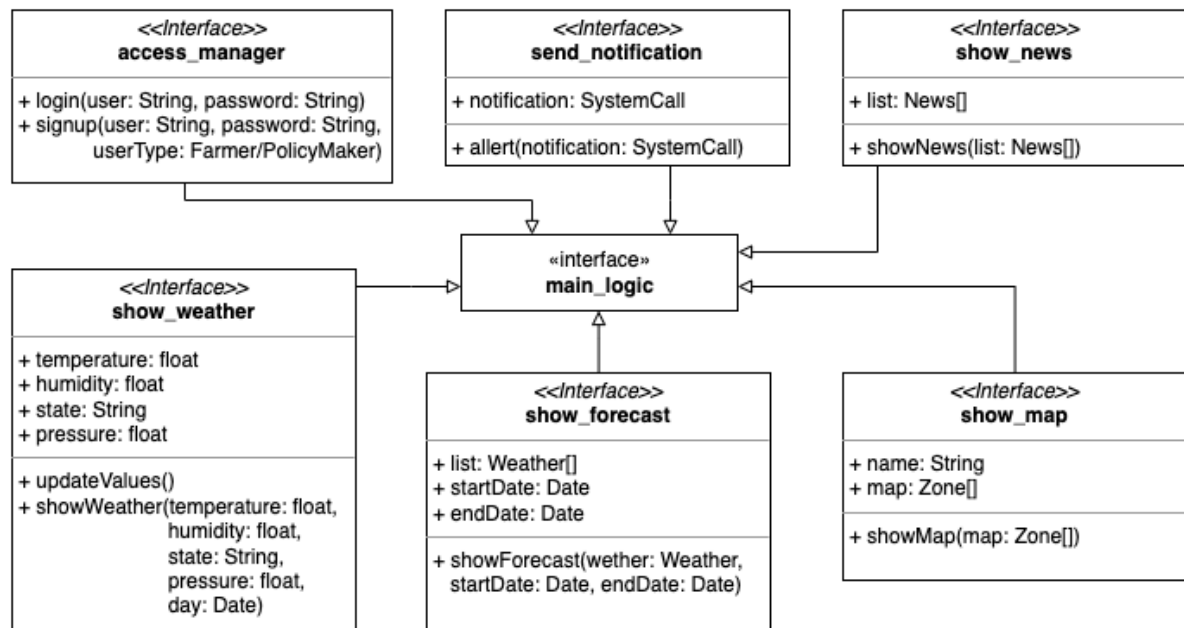 <<Interface>>
access_manager
+ login(user: String, password: String)
+ signup(user: String, password: String,
userType: Farmer/PolicyMaker)
<<Interface>>
send_notification
+ notification: SystemCall
+ allert(notification: SystemCall)
<<Interface>>
show_news
+ list: News[]
+ showNews(list: News[])
«interface»
main_logic
<<Interface>>
show_weather
+ temperature: float
+ humidity: float
+ state: String
+ pressure: float
+ updateValues()
+ showWeather(temperature: float,
humidity: float,
state: String,
pressure: float,
day: Date)
<<Interface>>
show_forecast
+ list: Weather[]
+ startDate: Date
+ endDate: Date
+ showForecast(wether: Weather,
startDate: Date, endDate: Date)
<<Interface>>
show_map
+ name: String
+ map: Zone[]
+ showMap(map: Zone[])